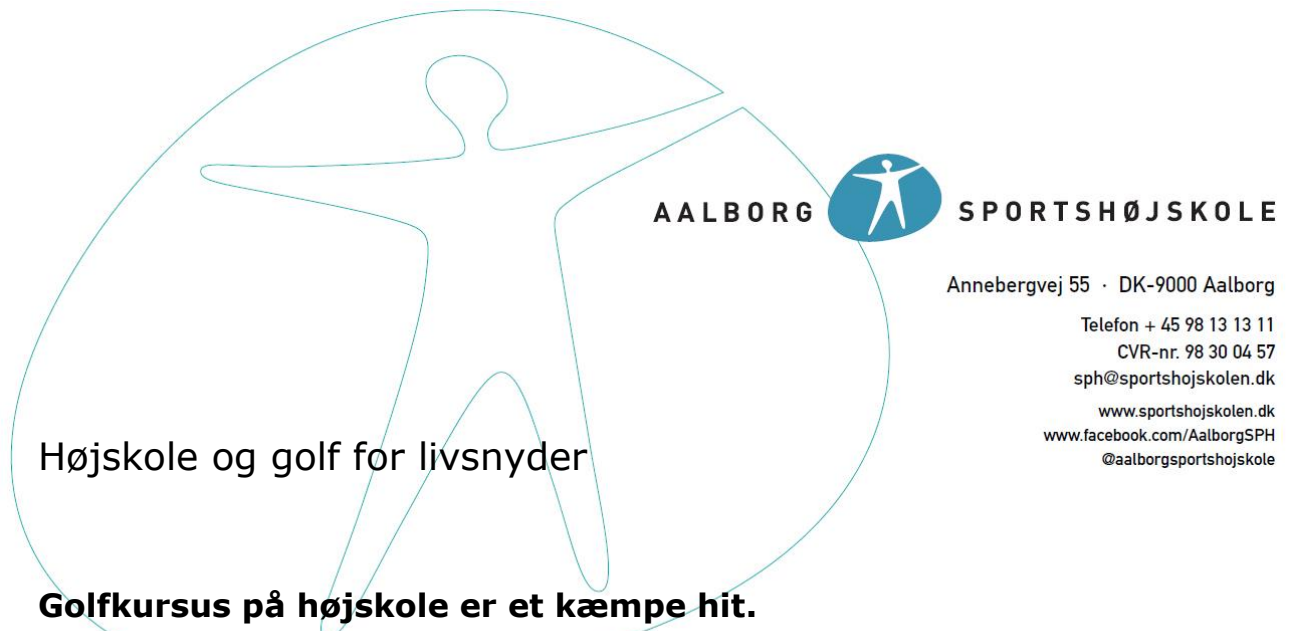 AALBORG SPORTSHØJSKOLE
Annebergvej 55 · DK-9000 Aalborg
Telefon + 45 98 13 13 11
CVR-nr. 98 30 04 57
sph@sportshojskolen.dk
www.sportshojskolen.dk
www.facebook.com/AalborgSPH
@aalborgsportshojskole
Højskole og golf for livsnyder
Golfkursus på højskole er et kæmpe hit.